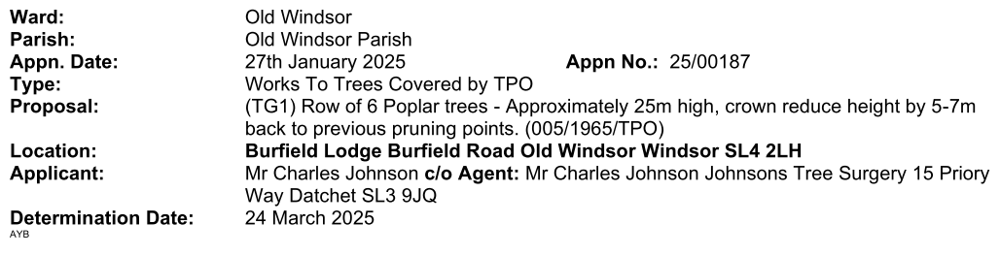 Ward: Old Windsor
Parish: Old Windsor Parish
Appn. Date: 27th January 2025 Appn No.: 25/00187
Type: Works To Trees Covered by TPO
Proposal: (TG1) Row of 6 Poplar trees - Approximately 25m high, crown reduce height by 5-7m
back to previous pruning points. (005/1965/TPO)
Location: Burfield Lodge Burfield Road Old Windsor Windsor SL4 2LH
Applicant: Mr Charles Johnson c/o Agent: Mr Charles Johnson Johnsons Tree Surgery 15 Priory
Way Datchet SL3 9JQ
Determination Date: 24 March 2025
AYB